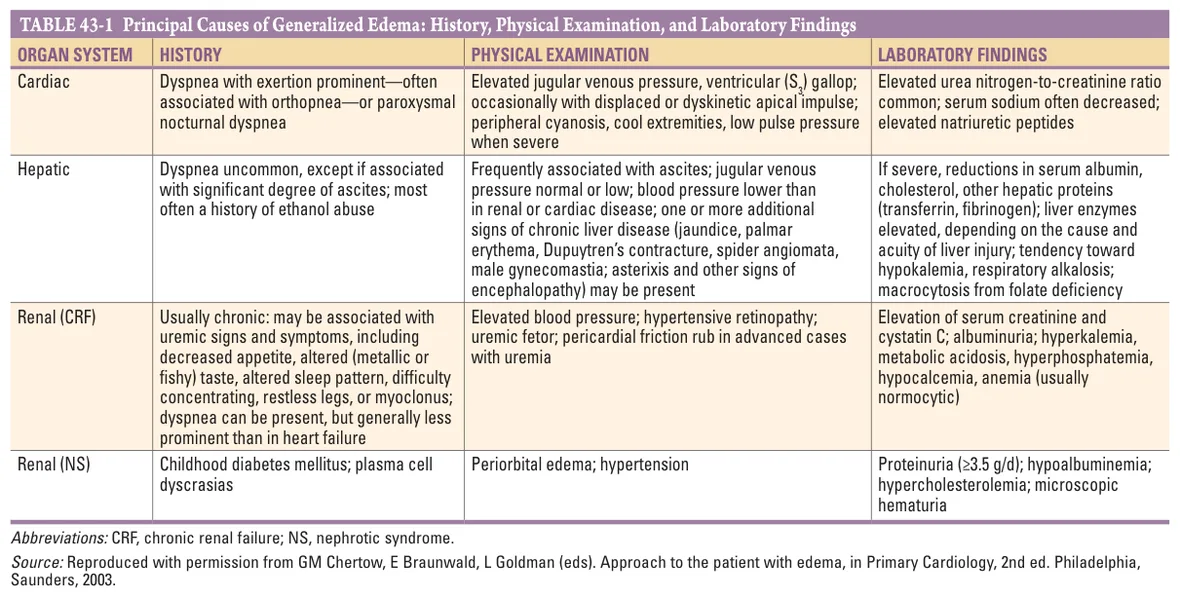 TABLE 43-1 Principal Causes of Generalized Edema: History, Physical Examination, and Laboratory Findings
ORGAN SYSTEM HISTORY PHYSICAL EXAMINATION LABORATORY FINDINGS
Cardiac
Dyspnea with exertion prominent—often
associated with orthopnea—or paroxysmal
nocturnal dyspnea
Elevated jugular venous pressure, ventricular (S3) gallop;
occasionally with displaced or dyskinetic apical impulse;
peripheral cyanosis, cool extremities, low pulse pressure
when severe
Elevated urea nitrogen-to-creatinine ratio
common; serum sodium often decreased;
elevated natriuretic peptides
Hepatic
Dyspnea uncommon, except if associated
with significant degree of ascites; most
often a history of ethanol abuse
Frequently associated with ascites; jugular venous
pressure normal or low; blood pressure lower than
in renal or cardiac disease; one or more additional
signs of chronic liver disease (jaundice, palmar
erythema, Dupuytren’s contracture, spider angiomata,
male gynecomastia; asterixis and other signs of
encephalopathy) may be present
If severe, reductions in serum albumin,
cholesterol, other hepatic proteins
(transferrin, fibrinogen); liver enzymes
elevated, depending on the cause and
acuity of liver injury; tendency toward
hypokalemia, respiratory alkalosis;
macrocytosis from folate deficiency
Renal (CRF)
Usually chronic: may be associated with
uremic signs and symptoms, including
decreased appetite, altered (metallic or
fishy) taste, altered sleep pattern, difficulty
concentrating, restless legs, or myoclonus;
dyspnea can be present, but generally less
prominent than in heart failure
Elevated blood pressure; hypertensive retinopathy;
uremic fetor; pericardial friction rub in advanced cases
with uremia
Elevation of serum creatinine and
cystatin C; albuminuria; hyperkalemia,
metabolic acidosis, hyperphosphatemia,
hypocalcemia, anemia (usually
normocytic)
Renal (NS)
Childhood diabetes mellitus; plasma cell
dyscrasias
Periorbital edema; hypertension
Proteinuria (≥3.5 g/d); hypoalbuminemia;
hypercholesterolemia; microscopic
hematuria
Abbreviations: CRF, chronic renal failure; NS, nephrotic syndrome.
Source: Reproduced with permission from GM Chertow, E Braunwald, L Goldman (eds). Approach to the patient with edema, in Primary Cardiology, 2nd ed. Philadelphia,
Saunders, 2003.